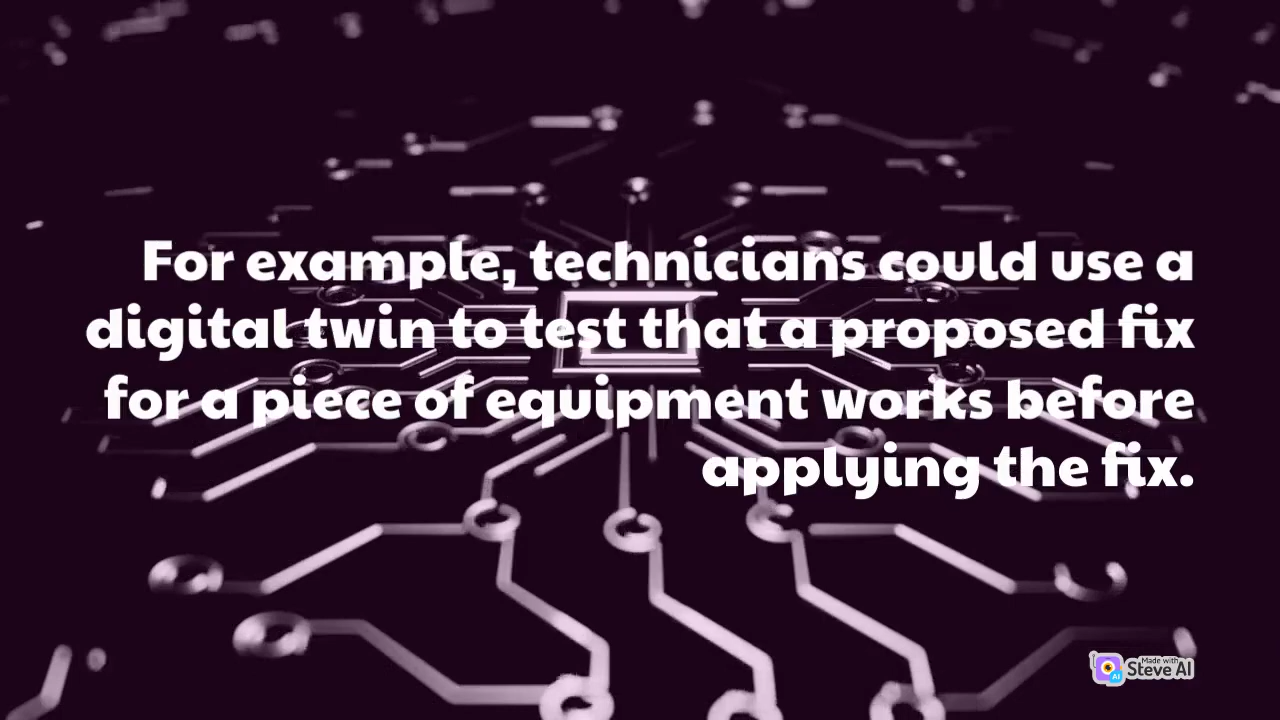 For example, technicians could use a
digital twin to test that a proposed fix
for a piece of equipment works before
applying the fix.
Made with
Steve AI
AI